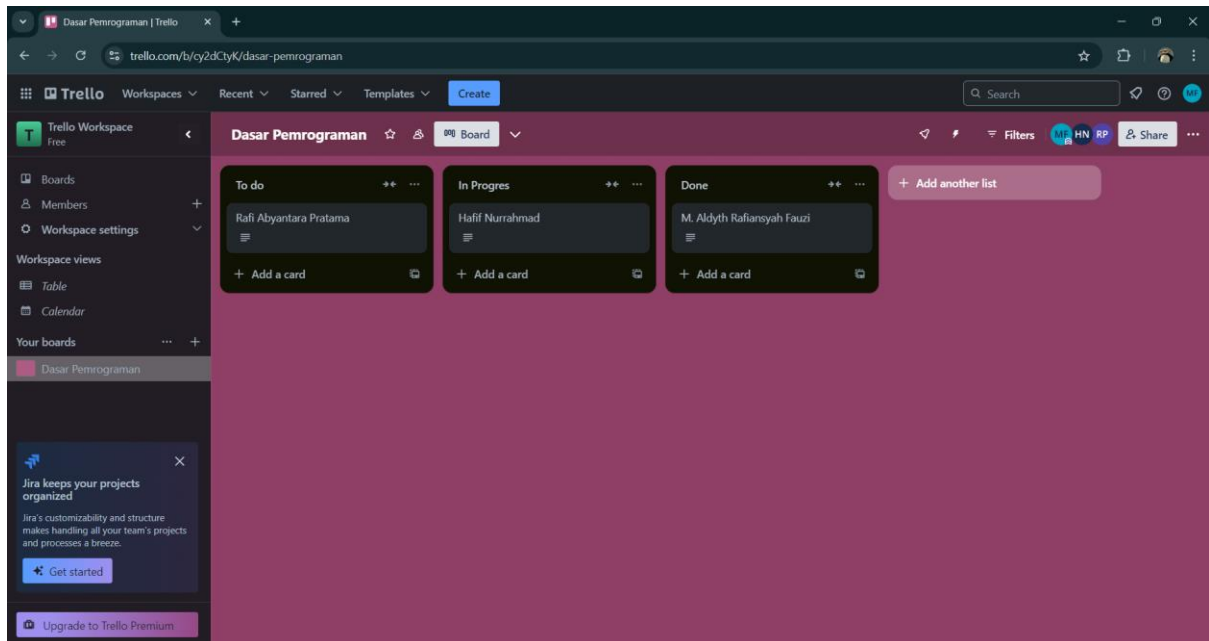 Dasar Pemrograman | Trello
trello.com/b/cy2dCtyK/dasar-pemrograman
Trello Workspaces Recent Starred Templates Create Search MF
T Trello Workspace
Free
Dasar Pemrograman Board Filters MF HN RP Share
Boards
Members
Workspace settings
Workspace views
Table
Calendar
Your boards
Dasar Pemrograman
To do
Rafi Abyantara Pratama
+ Add a card
In Progres
Hafif Nurrahmad
+ Add a card
Done
M. Aldyth Rafiansyah Fauzi
+ Add a card
+ Add another list
Jira keeps your projects
organized
Jira's customizability and structure
makes handling all your team's projects
and processes a breeze.
Get started
Upgrade to Trello Premium